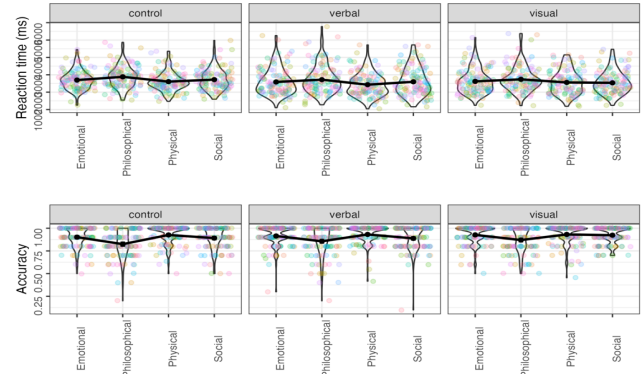 control verbal visual
Reaction time (ms)
Emotional Philosophical Physical Social Emotional Philosophical Physical Social Emotional Philosophical Physical Social
control verbal visual
Accuracy
0.25 0.50 0.75 1.00
Emotional Philosophical Physical Social Emotional Philosophical Physical Social Emotional Philosophical Physical Social